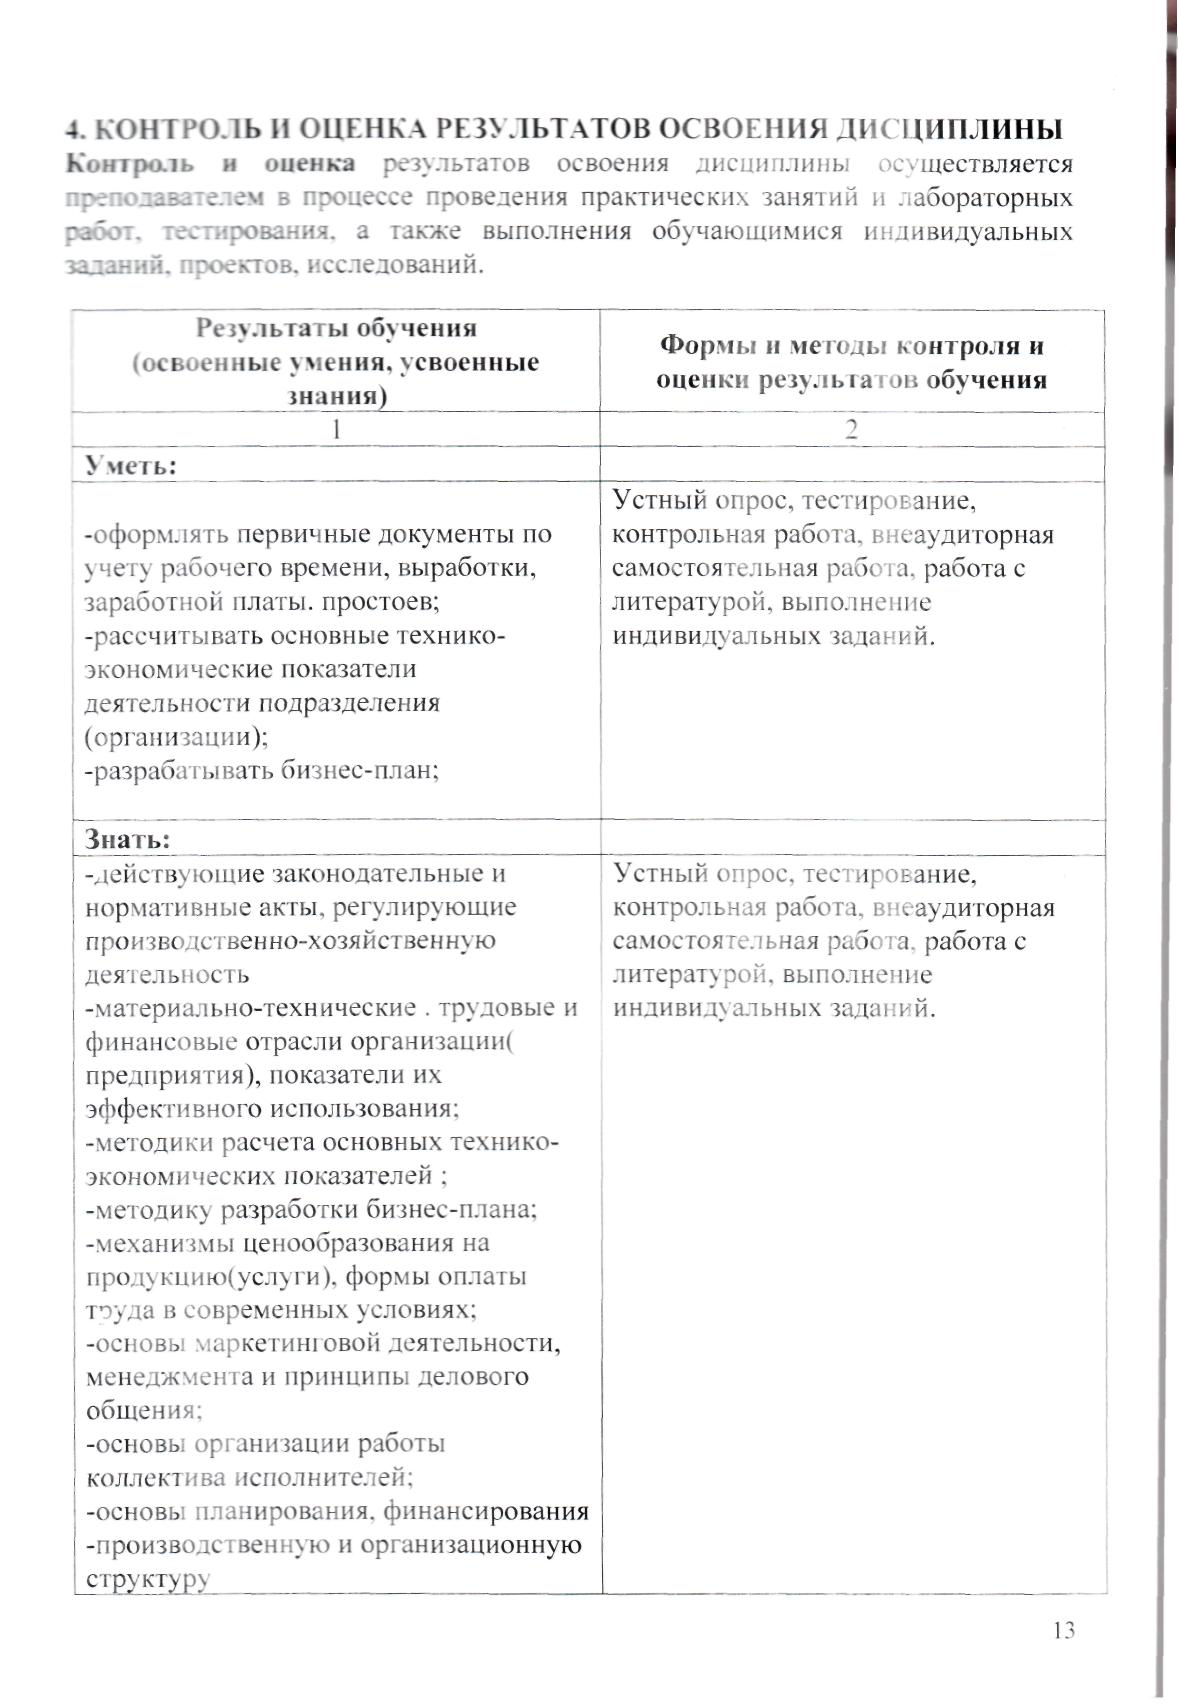 4. КОНТРОЛЬ И ОЦЕНКА РЕЗУЛЬТАТОВ ОСВОЕНИЯ ДИСЦИПЛИНЫ
Контроль и оценка результатов освоения дисциплины осуществляется
преподавателем в процессе проведения практических занятий и лабораторных
работ, тестирования, а также выполнения обучающимися индивидуальных
заданий, проектов, исследований.
Результаты обучения
(освоенные умения, усвоенные
знания)
Формы и методы контроля и
оценки результатов обучения
1
2
Уметь:
-оформлять первичные документы по
учету рабочего времени, выработки,
заработной платы. простоев;
-рассчитывать основные технико-
экономические показатели
деятельности подразделения
(организации);
-разрабатывать бизнес-план;
Устный опрос, тестирование,
контрольная работа, внеаудиторная
самостоятельная работа, работа с
литературой, выполнение
индивидуальных заданий.
Знать:
-действующие законодательные и
нормативные акты, регулирующие
производственно-хозяйственную
деятельность
-материально-технические . трудовые и
финансовые отрасли организации(
предприятия), показатели их
эффективного использования;
-методики расчета основных технико-
экономических показателей ;
-методику разработки бизнес-плана;
-механизмы ценообразования на
продукцию(услуги), формы оплаты
труда в современных условиях;
-основы маркетинговой деятельности,
менеджмента и принципы делового
общения;
-основы организации работы
коллектива исполнителей;
-основы планирования, финансирования
-производственную и организационную
структуру
Устный опрос, тестирование,
контрольная работа, внеаудиторная
самостоятельная работа, работа с
литературой, выполнение
индивидуальных заданий.
13